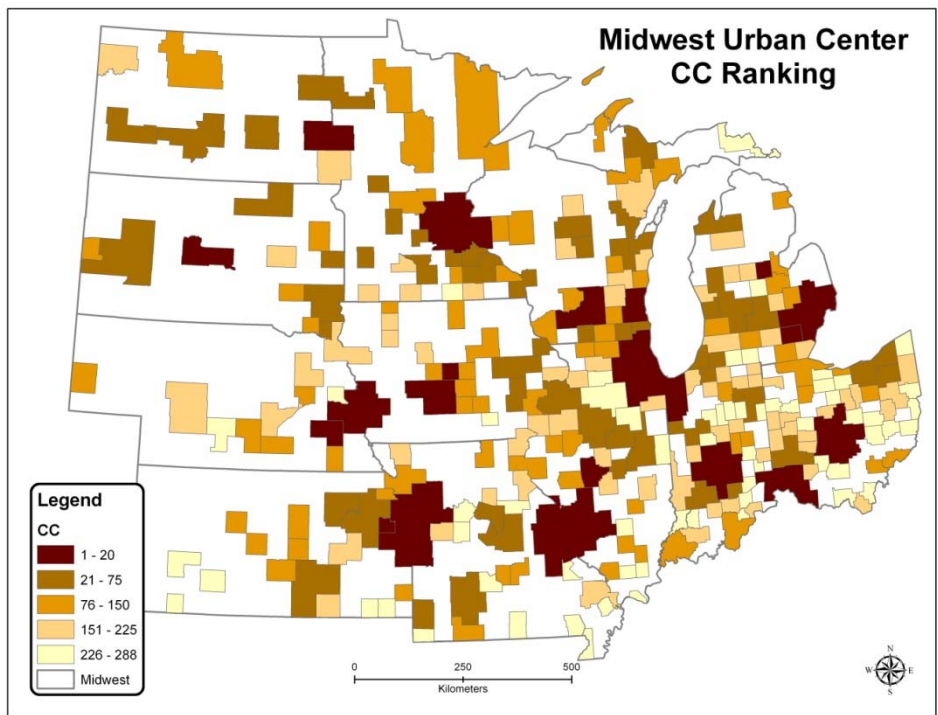 Midwest Urban Center
CC Ranking
Legend
CC
1 - 20
21 - 75
76 - 150
151 - 225
226 - 288
Midwest
0 250 500
Kilometers
N
W E
S